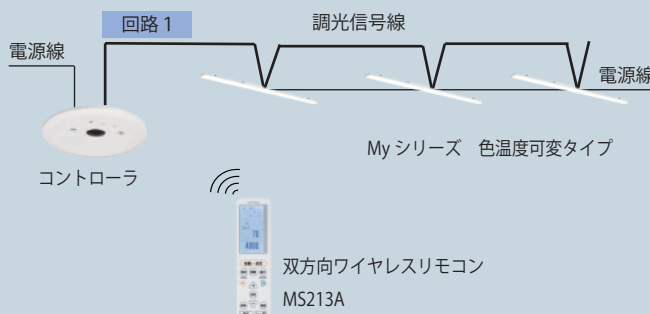 回路 1
調光信号線
電源線
電源線
My シリーズ　色温度可変タイプ
コントローラ
78
4000
双方向ワイヤレスリモコン
MS213A